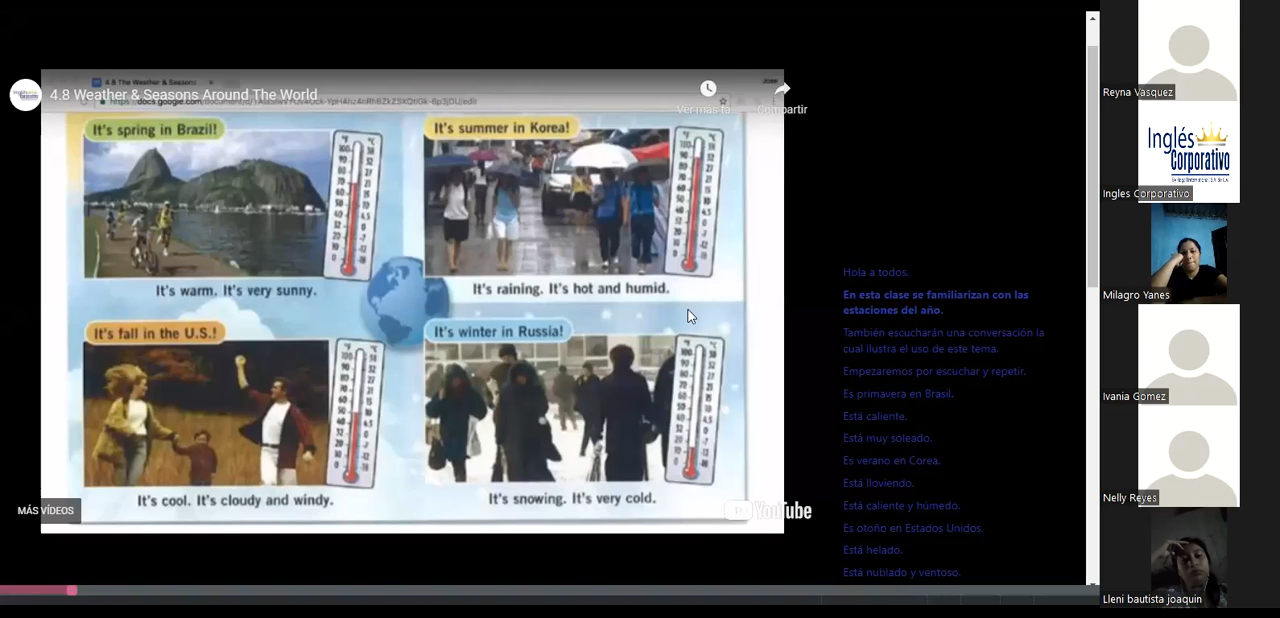 4.8 The Weather & Seasons
4.8 Weather & Seasons Around The World
Ver más ta
Compartir
It's spring in Brazil!
It's warm. It's very sunny.
It's summer in Korea!
It's raining. It's hot and humid.
It's fall in the U.S.!
It's cool. It's cloudy and windy.
It's winter in Russia!
It's snowing. It's very cold.
MÁS VÍDEOS
YouTube
Hola a todos.
En esta clase se familiarizan con las
estaciones del año.
También escucharán una conversación la
cual ilustra el uso de este tema.
Empezaremos por escuchar y repetir.
Es primavera en Brasil.
Está caliente.
Está muy soleado.
Es verano en Corea.
Está lloviendo.
Está caliente y húmedo.
Es otoño en Estados Unidos.
Está helado.
Está nublado y ventoso.
Reyna Vasquez
Inglés
Corporativo
Ingles Corporativo
Milagro Yanes
Ivania Gomez
Nelly Reyes
Lleni bautista joaquin